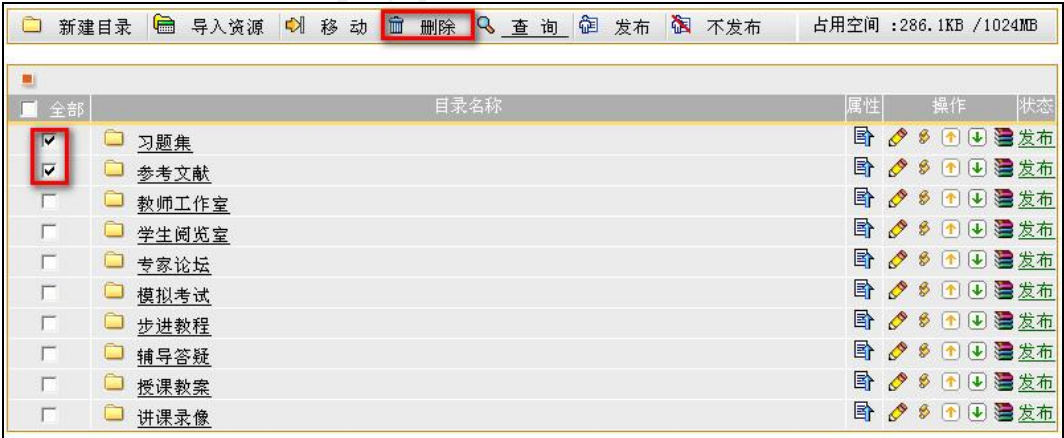 新建目录 导入资源 移 动 删除 查 询 发布 不发布 占用空间 :286.1KB /1024MB
全部 目录名称 属性 操作 状态
习题集 发布
参考文献 发布
教师工作室 发布
学生阅览室 发布
专家论坛 发布
模拟考试 发布
步进教程 发布
辅导答疑 发布
授课教案 发布
讲课录像 发布